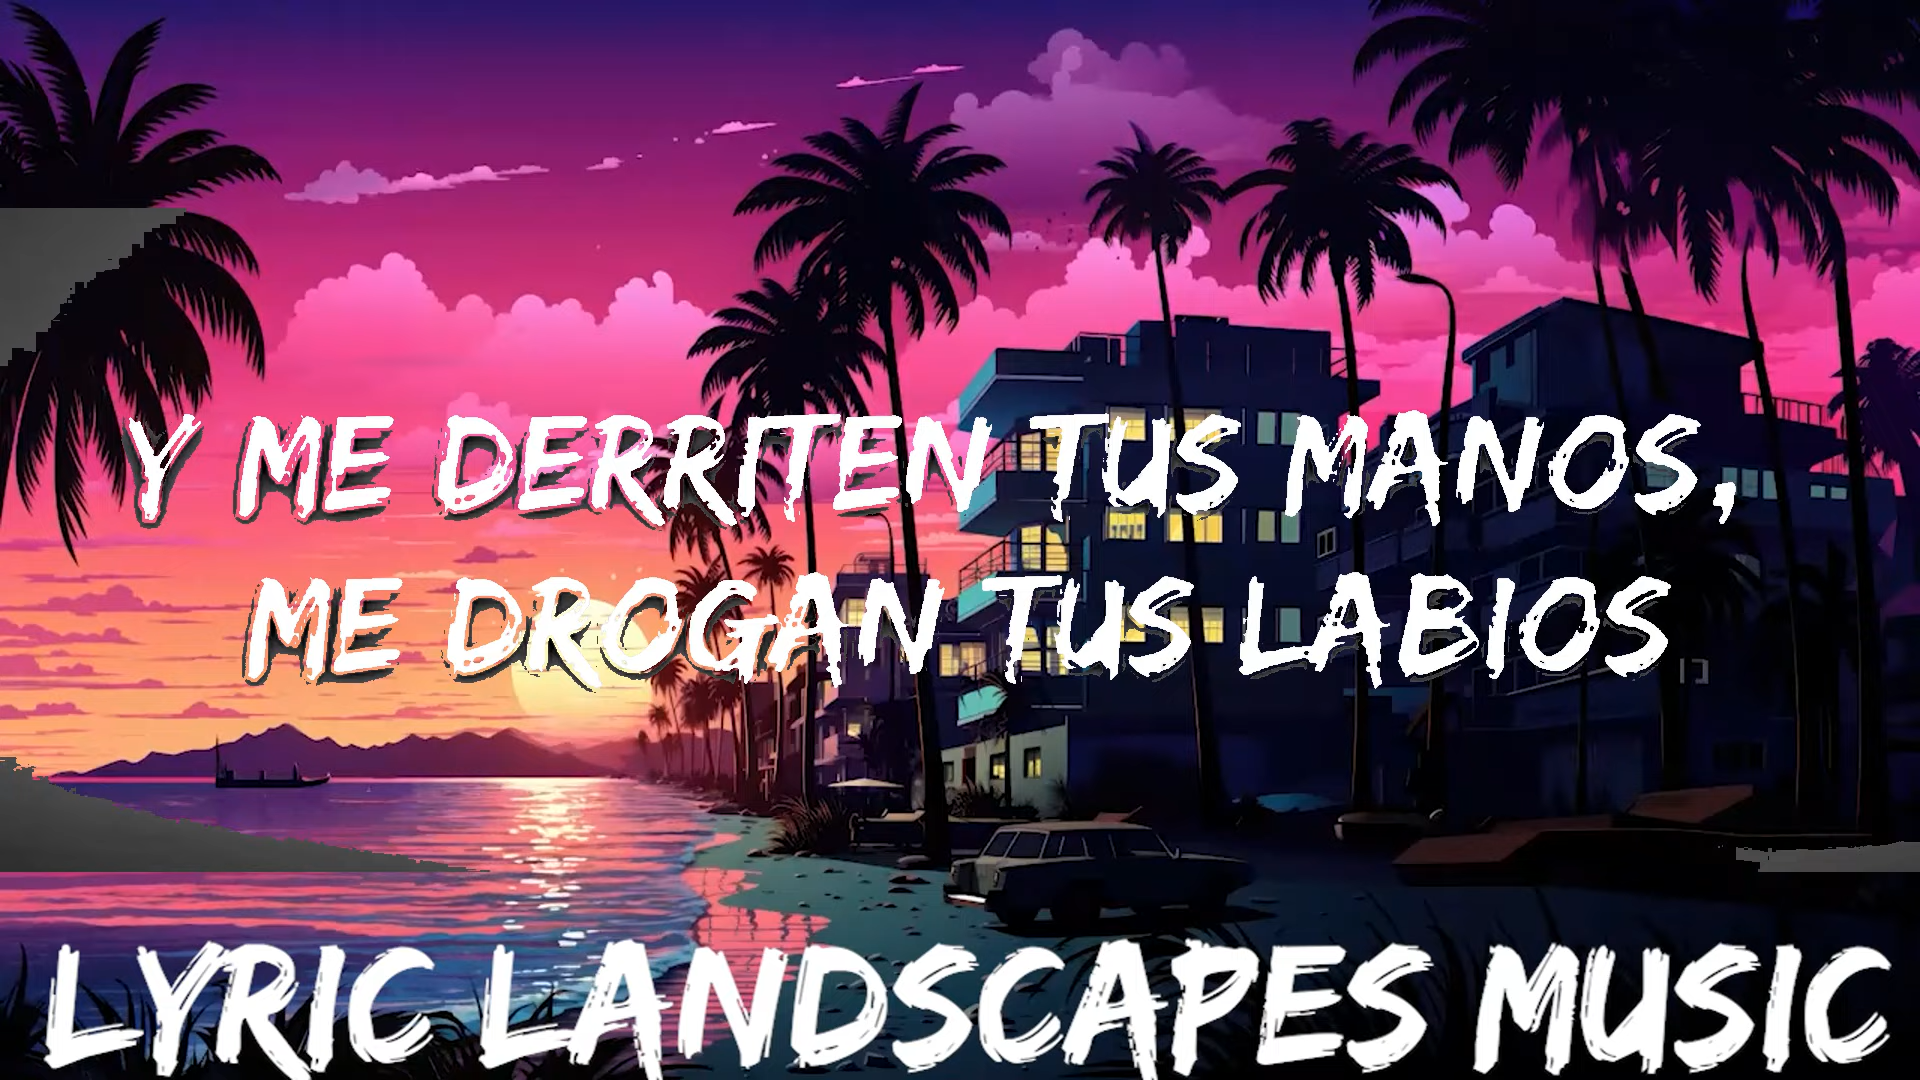 Y ME DERRITEN TUS MANOS,
ME DROGAN TUS LABIOS
LYRIC LANDSCAPES MUSIC